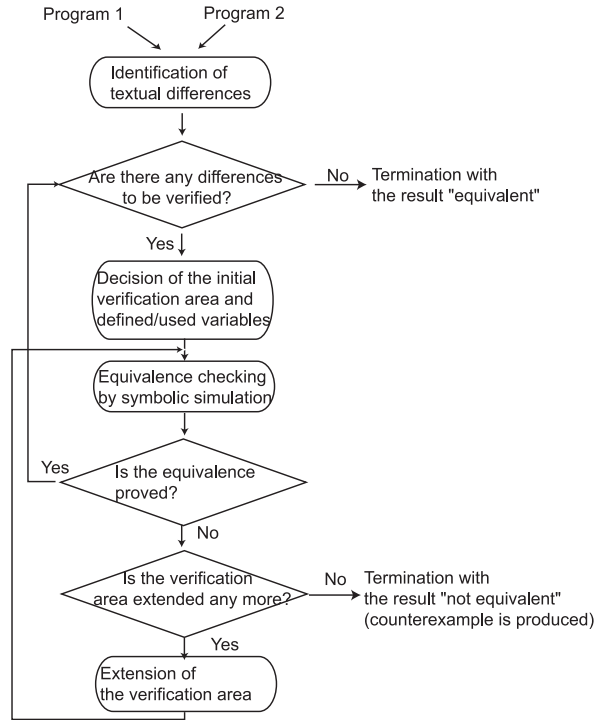 Program 1
Program 2
Identification of
textual differences
Are there any differences
to be verified?
No
Termination with
the result "equivalent"
Yes
Decision of the initial
verification area and
defined/used variables
Equivalence checking
by symbolic simulation
Yes
Is the equivalence
proved?
No
Is the verification
area extended any more?
No
Termination with
the result "not equivalent"
(counterexample is produced)
Yes
Extension of
the verification area